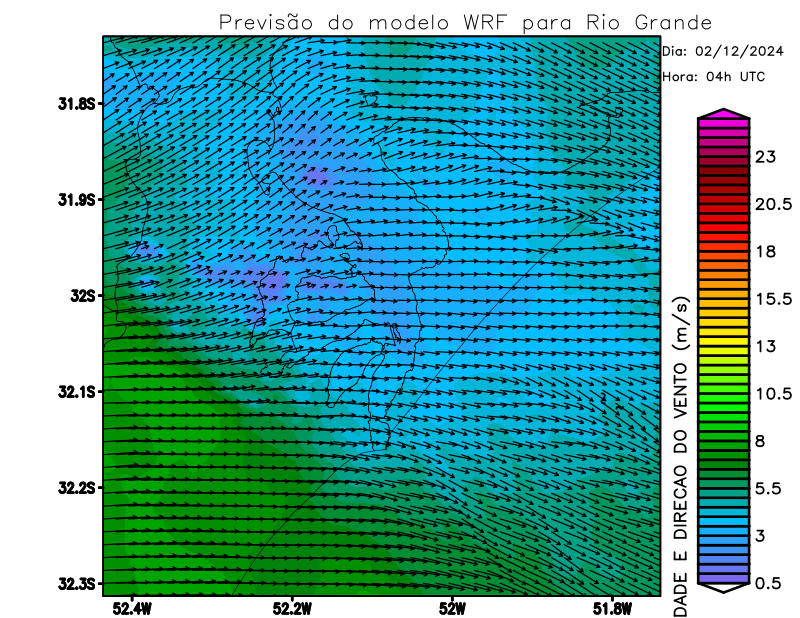 Previsão do modelo WRF para Rio Grande
Dia: 02/12/2024
Hora: 04h UTC
31.8S
31.9S
32S
32.1S
32.2S
32.3S
52.4W
52.2W
52W
51.8W
DADE E DIRECAO DO VENTO (m/s)
23
20.5
18
15.5
13
10.5
8
5.5
3
0.5